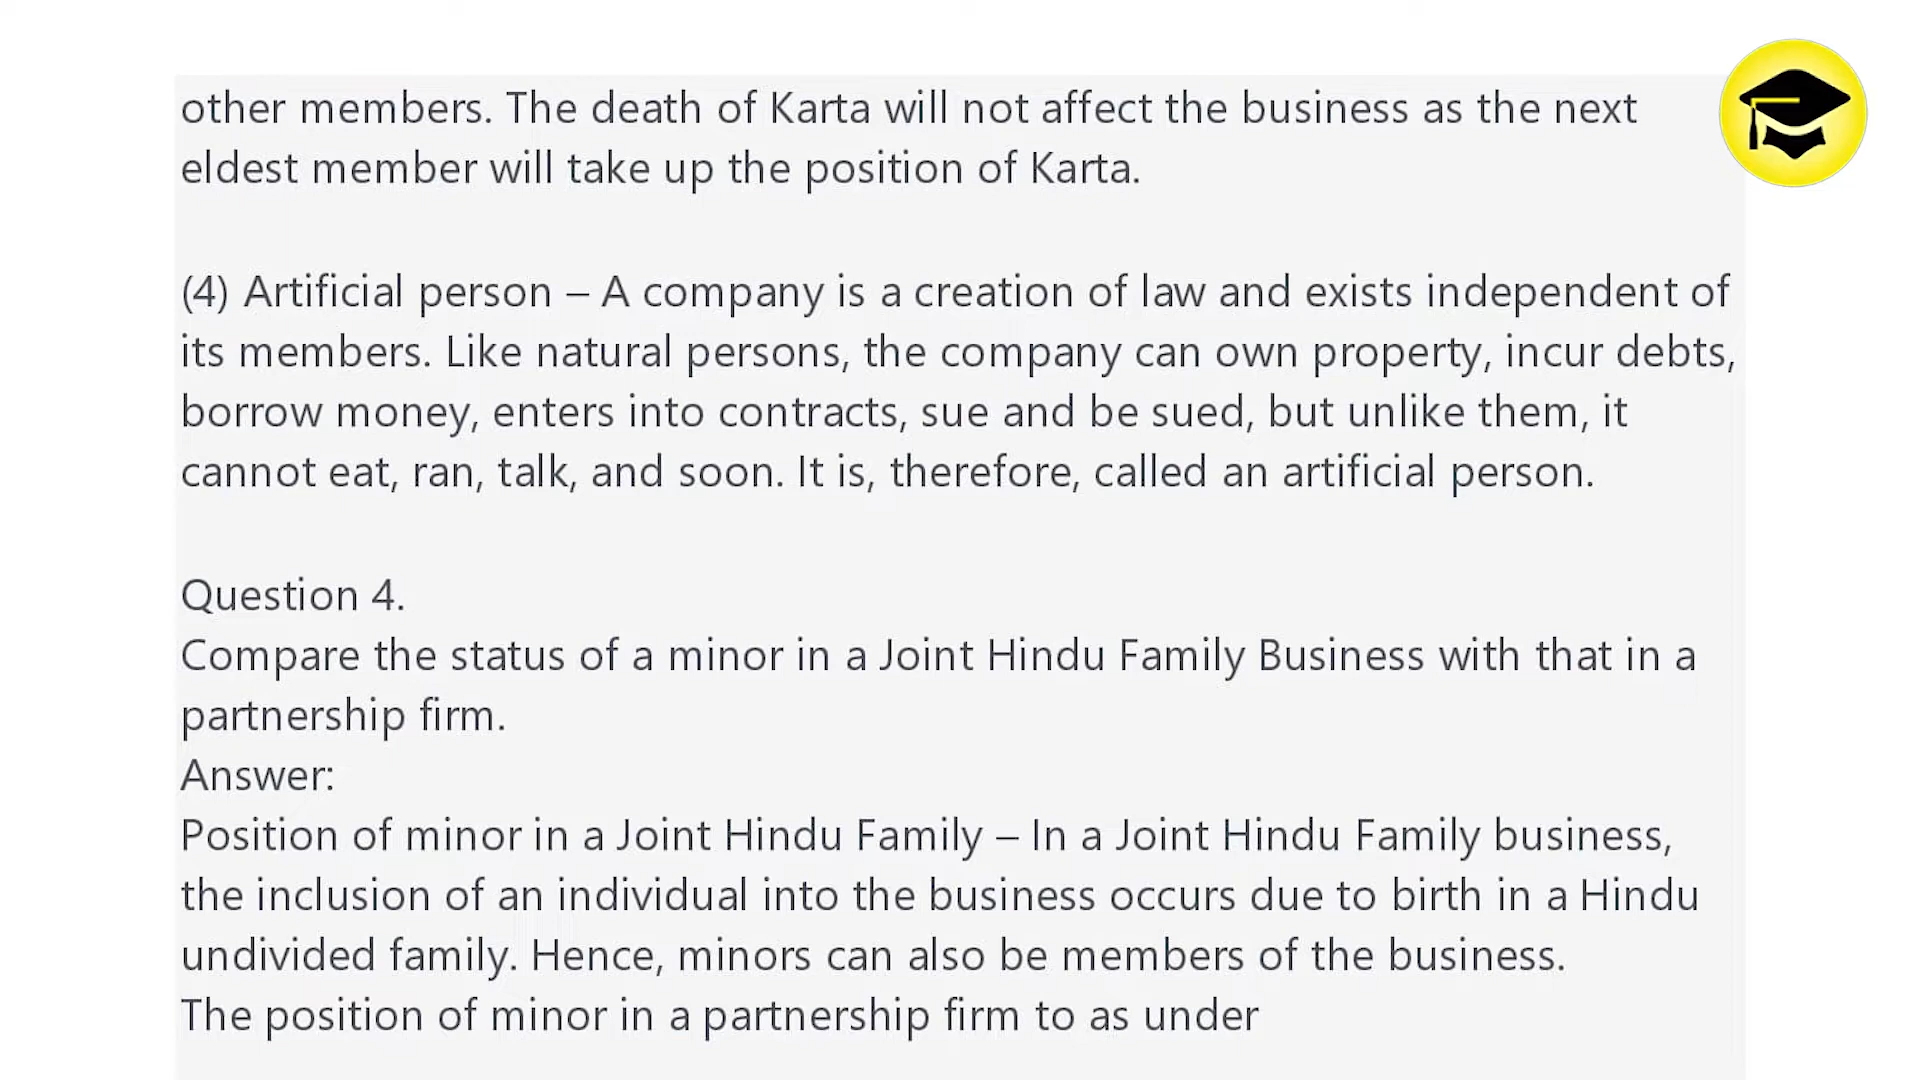 other members. The death of Karta will not affect the business as the next
eldest member will take up the position of Karta.
(4) Artificial person – A company is a creation of law and exists independent of
its members. Like natural persons, the company can own property, incur debts,
borrow money, enters into contracts, sue and be sued, but unlike them, it
cannot eat, ran, talk, and soon. It is, therefore, called an artificial person.
Question 4.
Compare the status of a minor in a Joint Hindu Family Business with that in a
partnership firm.
Answer:
Position of minor in a Joint Hindu Family – In a Joint Hindu Family business,
the inclusion of an individual into the business occurs due to birth in a Hindu
undivided family. Hence, minors can also be members of the business.
The position of minor in a partnership firm to as under